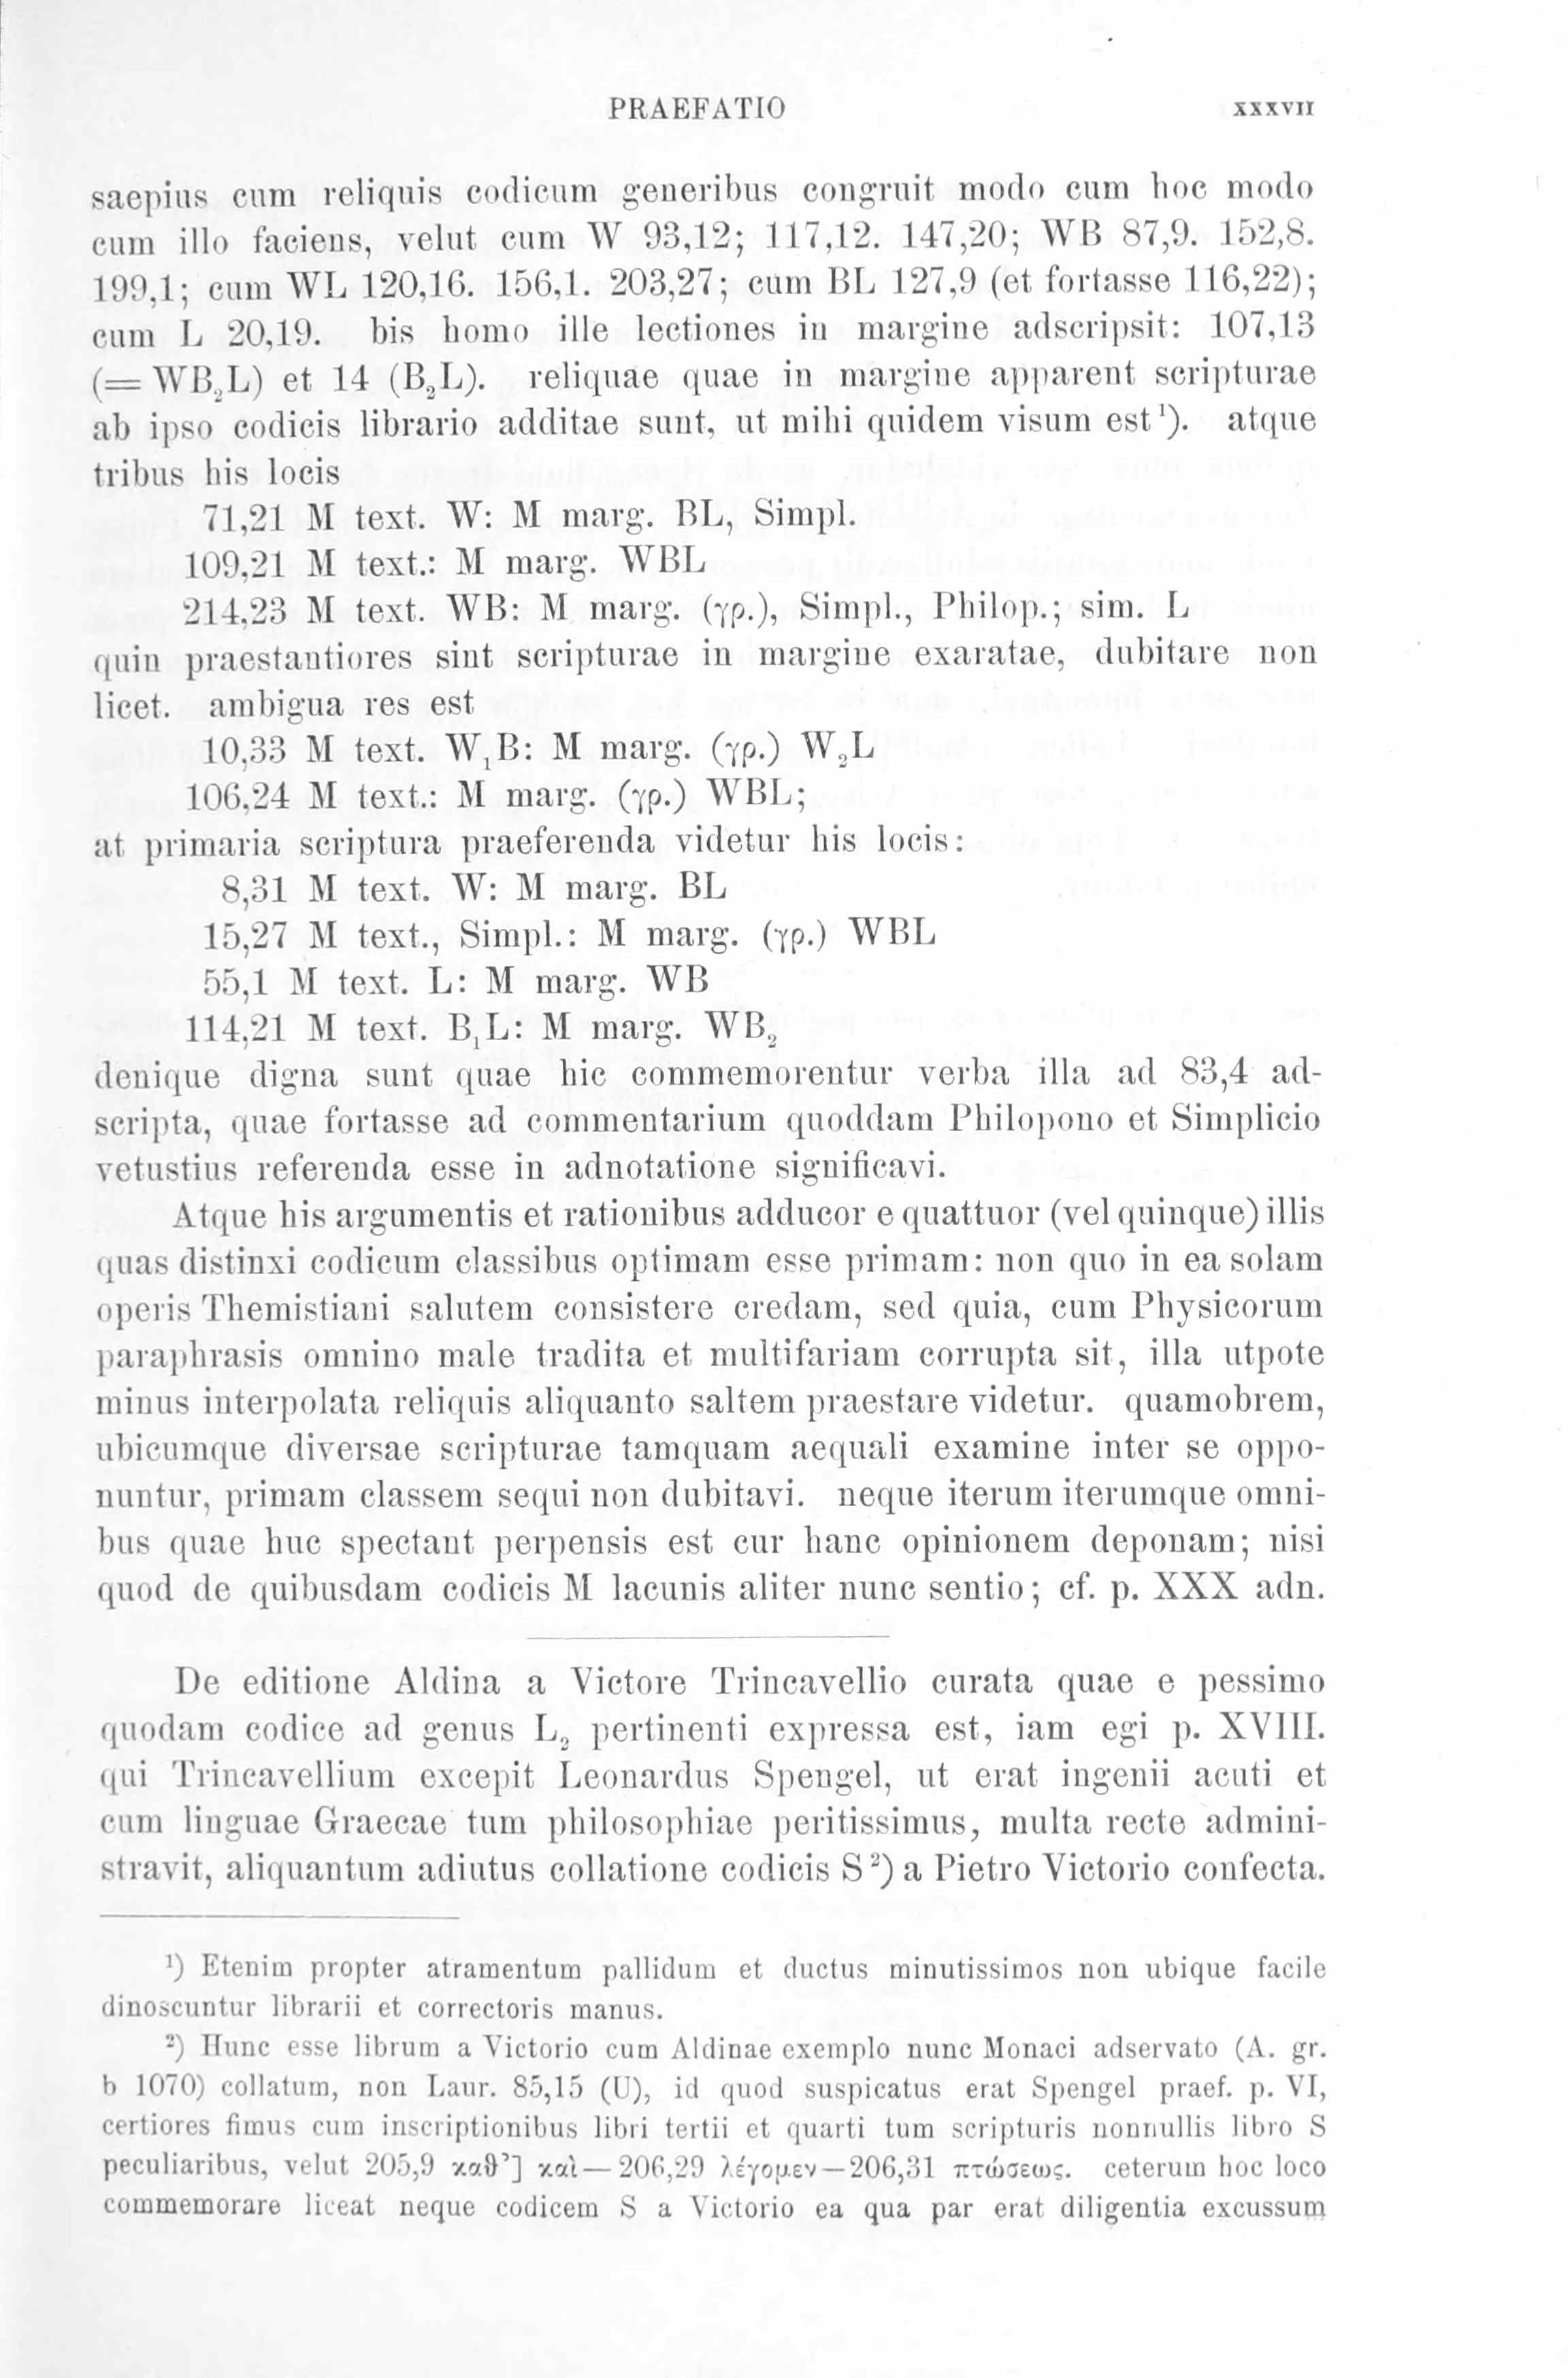 PRAEFATIO XXXVII
saepius cum reliquis codicum generibus congruit modo cum hoc modo
cum illo faciens, velut cum W 93,12; 117,12. 147,20; WB 87,9. 152,8.
199,1; cum WL 120,16. 156,1. 203,27; cum BL 127,9 (et fortasse 116,22);
cum L 20,19. bis homo ille lectiones in margine adscripsit: 107,13
(= WB₂L) et 14 (B₂L). reliquae quae in margine apparent scripturae
ab ipso codicis librario additae sunt, ut mihi quidem visum est¹). atque
tribus his locis
71,21 M text. W: M marg. BL, Simpl.
109,21 M text.: M marg. WBL
214,23 M text. WB: M marg. (γρ.), Simpl., Philop.; sim. L
quin praestantiores sint scripturae in margine exaratae, dubitare non
licet. ambigua res est
10,33 M text. W₁B: M marg. (γρ.) W₂L
106,24 M text.: M marg. (γρ.) WBL;
at primaria scriptura praeferenda videtur his locis:
8,31 M text. W: M marg. BL
15,27 M text., Simpl.: M marg. (γρ.) WBL
55,1 M text. L: M marg. WB
114,21 M text. B₁L: M marg. WB₂
denique digna sunt quae hic commemorentur verba illa ad 83,4 ad-
scripta, quae fortasse ad commentarium quoddam Philopono et Simplicio
vetustius referenda esse in adnotatione significavi.
Atque his argumentis et rationibus adducor e quattuor (vel quinque) illis
quas distinxi codicum classibus optimam esse primam: non quo in ea solam
operis Themistiani salutem consistere credam, sed quia, cum Physicorum
paraphrasis omnino male tradita et multifariam corrupta sit, illa utpote
minus interpolata reliquis aliquanto saltem praestare videtur. quamobrem,
ubicumque diversae scripturae tamquam aequali examine inter se oppo-
nuntur, primam classem sequi non dubitavi. neque iterum iterumque omni-
bus quae huc spectant perpensis est cur hanc opinionem deponam; nisi
quod de quibusdam codicis M lacunis aliter nunc sentio; cf. p. XXX adn.
De editione Aldina a Victore Trincavellio curata quae e pessimo
quodam codice ad genus L₂ pertinenti expressa est, iam egi p. XVIII.
qui Trincavellium excepit Leonardus Spengel, ut erat ingenii acuti et
cum linguae Graecae tum philosophiae peritissimus, multa recte admini-
stravit, aliquantum adiutus collatione codicis S²) a Pietro Victorio confecta.
¹) Etenim propter atramentum pallidum et ductus minutissimos non ubique facile
dinoscuntur librarii et correctoris manus.
²) Hunc esse librum a Victorio cum Aldinae exemplo nunc Monaci adservato (A. gr.
b 1070) collatum, non Laur. 85,15 (U), id quod suspicatus erat Spengel praef. p. VI,
certiores fimus cum inscriptionibus libri tertii et quarti tum scripturis nonnullis libro S
peculiaribus, velut 205,9 καθ’] καὶ — 206,29 λέγομεν — 206,31 πτώσεως. ceterum hoc loco
commemorare liceat neque codicem S a Victorio ea qua par erat diligentia excussum